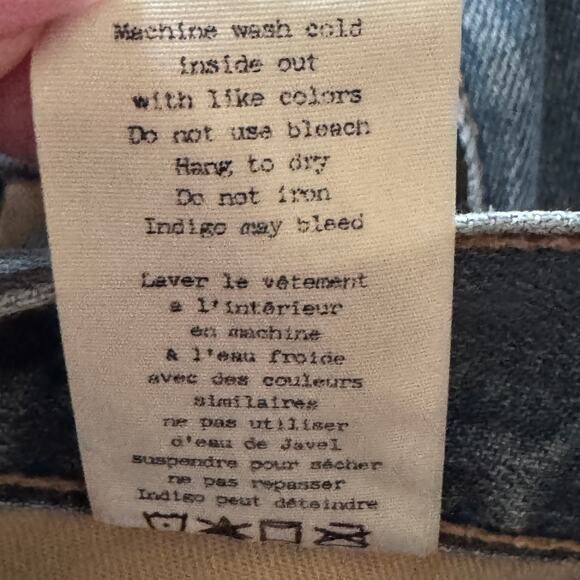 Machine wash cold
inside out
with like colors
Do not use bleach
Hang to dry
Do not iron
Indigo may bleed
Laver le vêtement
a l'intérieur
en machine
à l'eau froide
avec des couleurs
similaires
ne pas utiliser
d'eau de Javel
suspendre pour sécher
ne pas repasser
Indigo peut déteindre